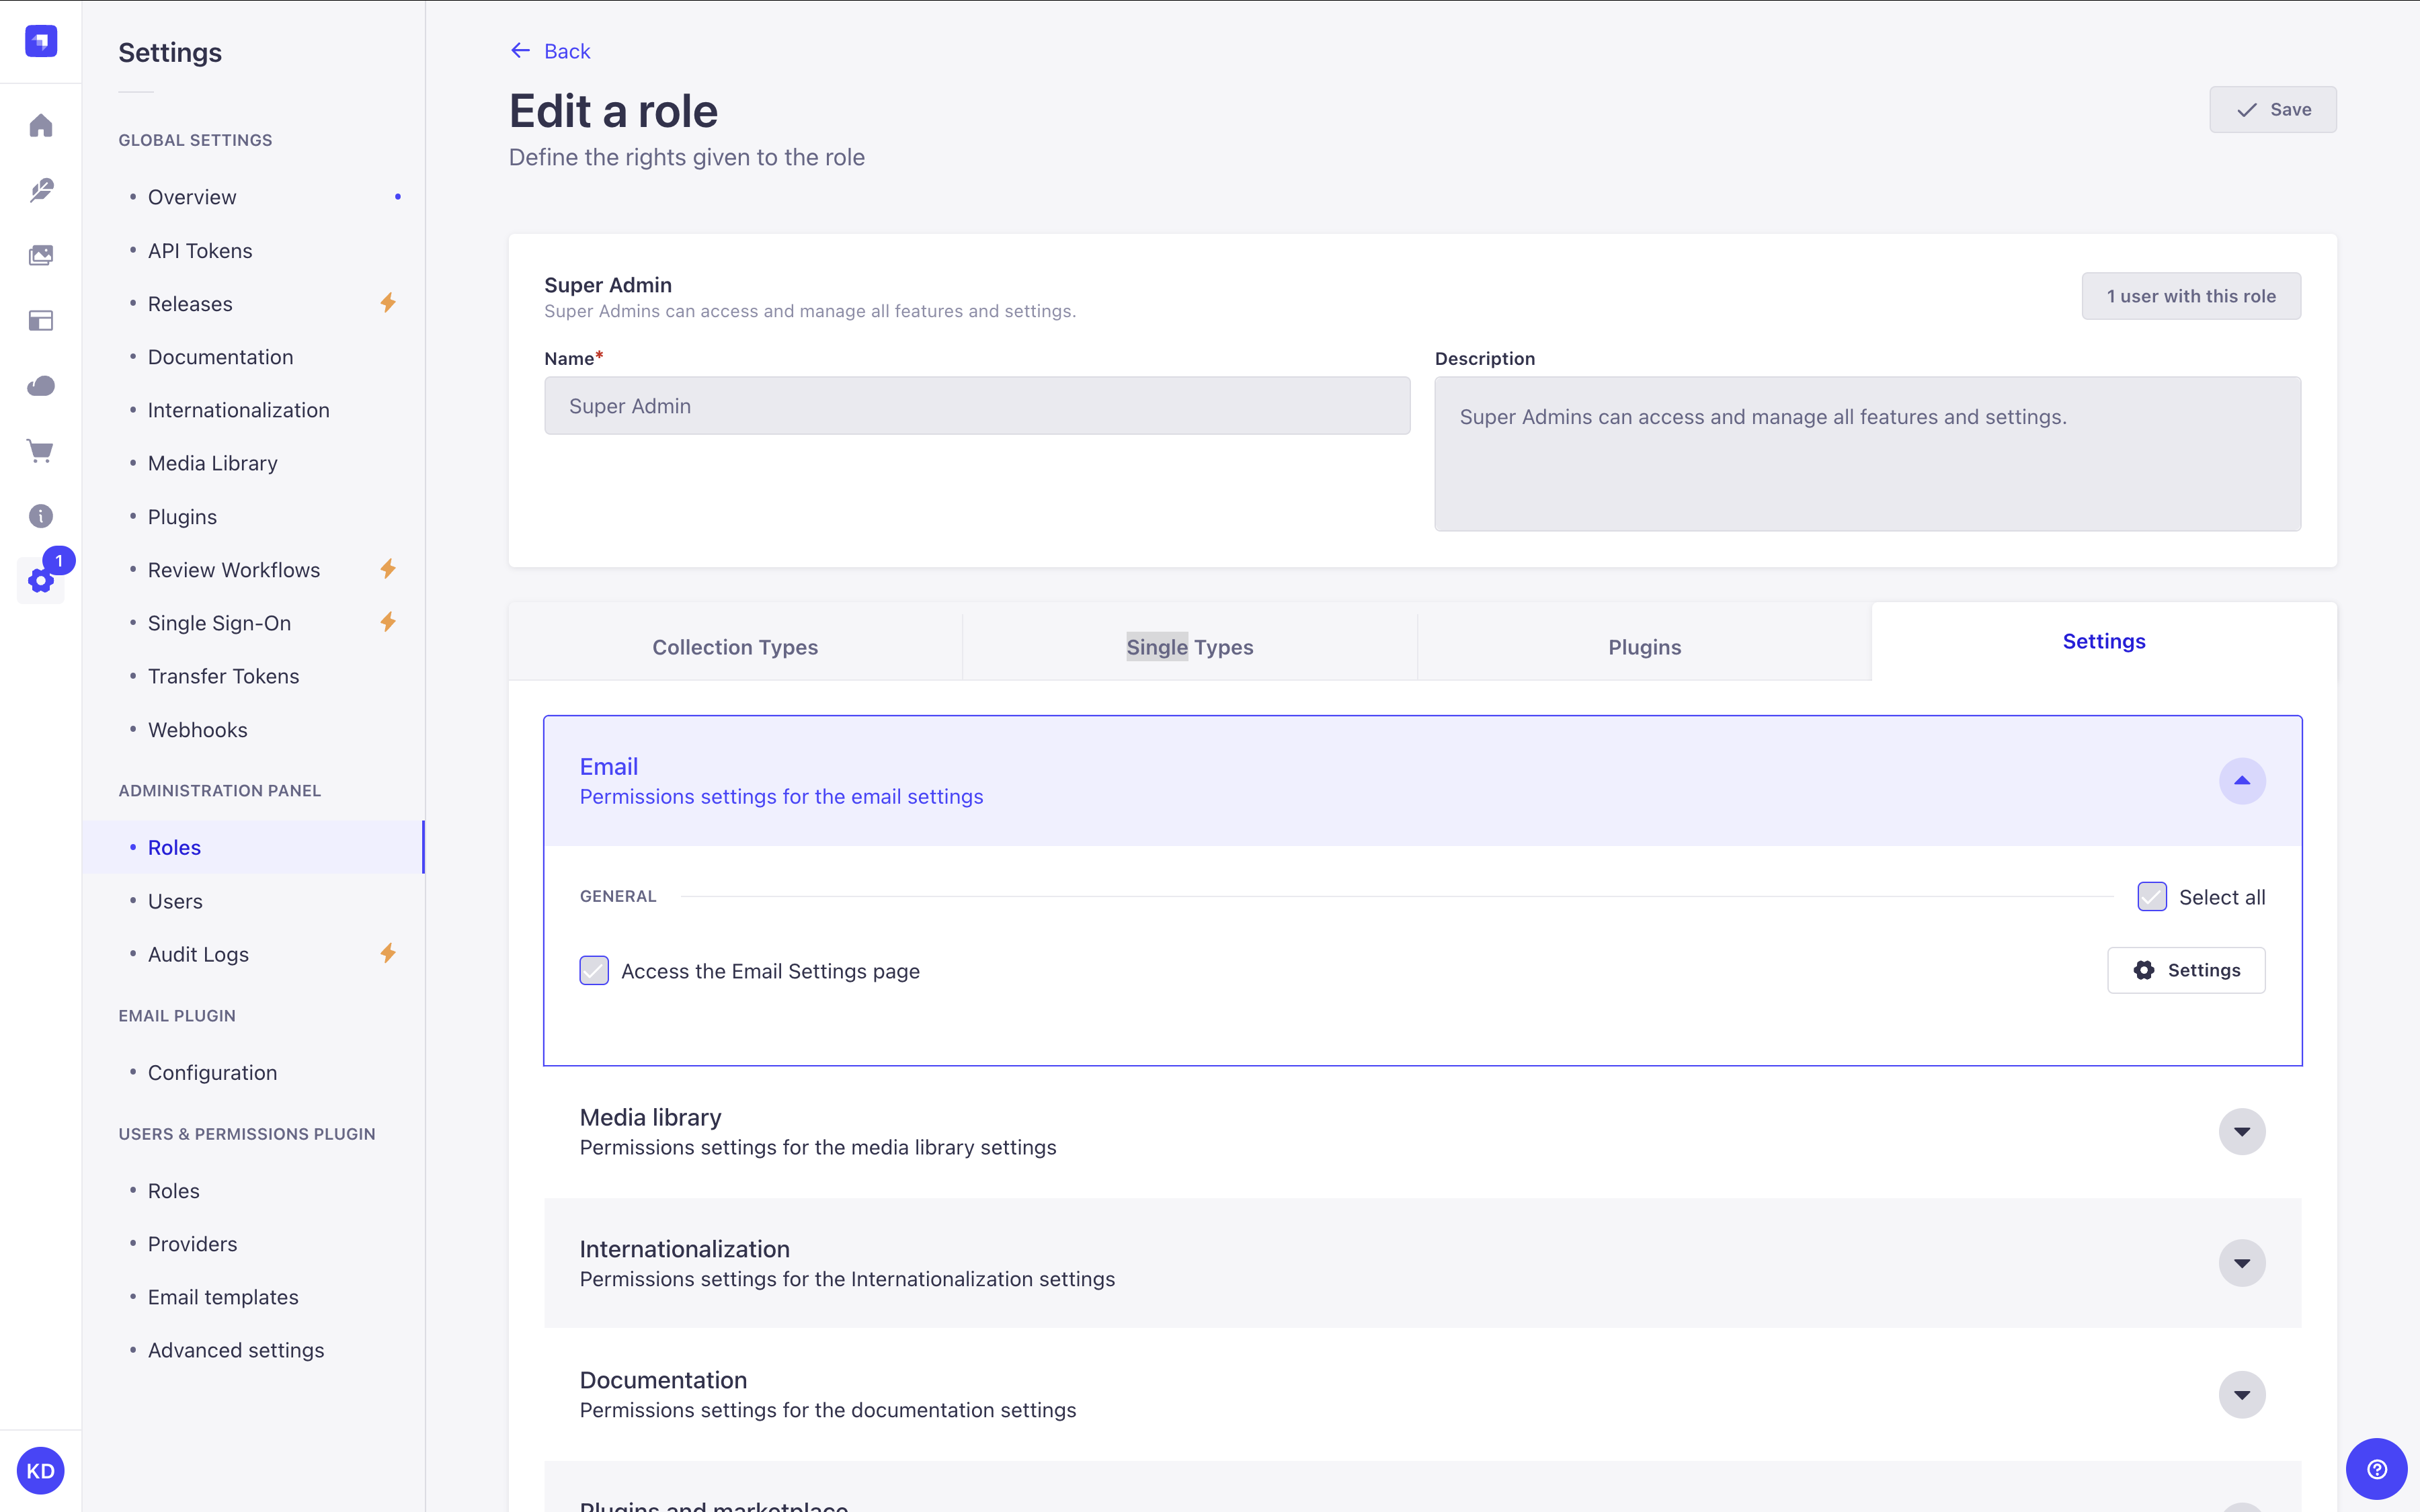 Settings
GLOBAL SETTINGS
Overview
API Tokens
Releases
Documentation
Internationalization
Media Library
Plugins
Review Workflows
Single Sign-On
Transfer Tokens
Webhooks
ADMINISTRATION PANEL
Roles
Users
Audit Logs
EMAIL PLUGIN
Configuration
USERS & PERMISSIONS PLUGIN
Roles
Providers
Email templates
Advanced settings
1
KD
Back
Edit a role
Define the rights given to the role
Save
Super Admin
Super Admins can access and manage all features and settings.
1 user with this role
Name*
Super Admin
Description
Super Admins can access and manage all features and settings.
Collection Types
Single Types
Plugins
Settings
Email
Permissions settings for the email settings
GENERAL
Select all
Access the Email Settings page
Settings
Media library
Permissions settings for the media library settings
Internationalization
Permissions settings for the Internationalization settings
Documentation
Permissions settings for the documentation settings
Plugins and marketplace